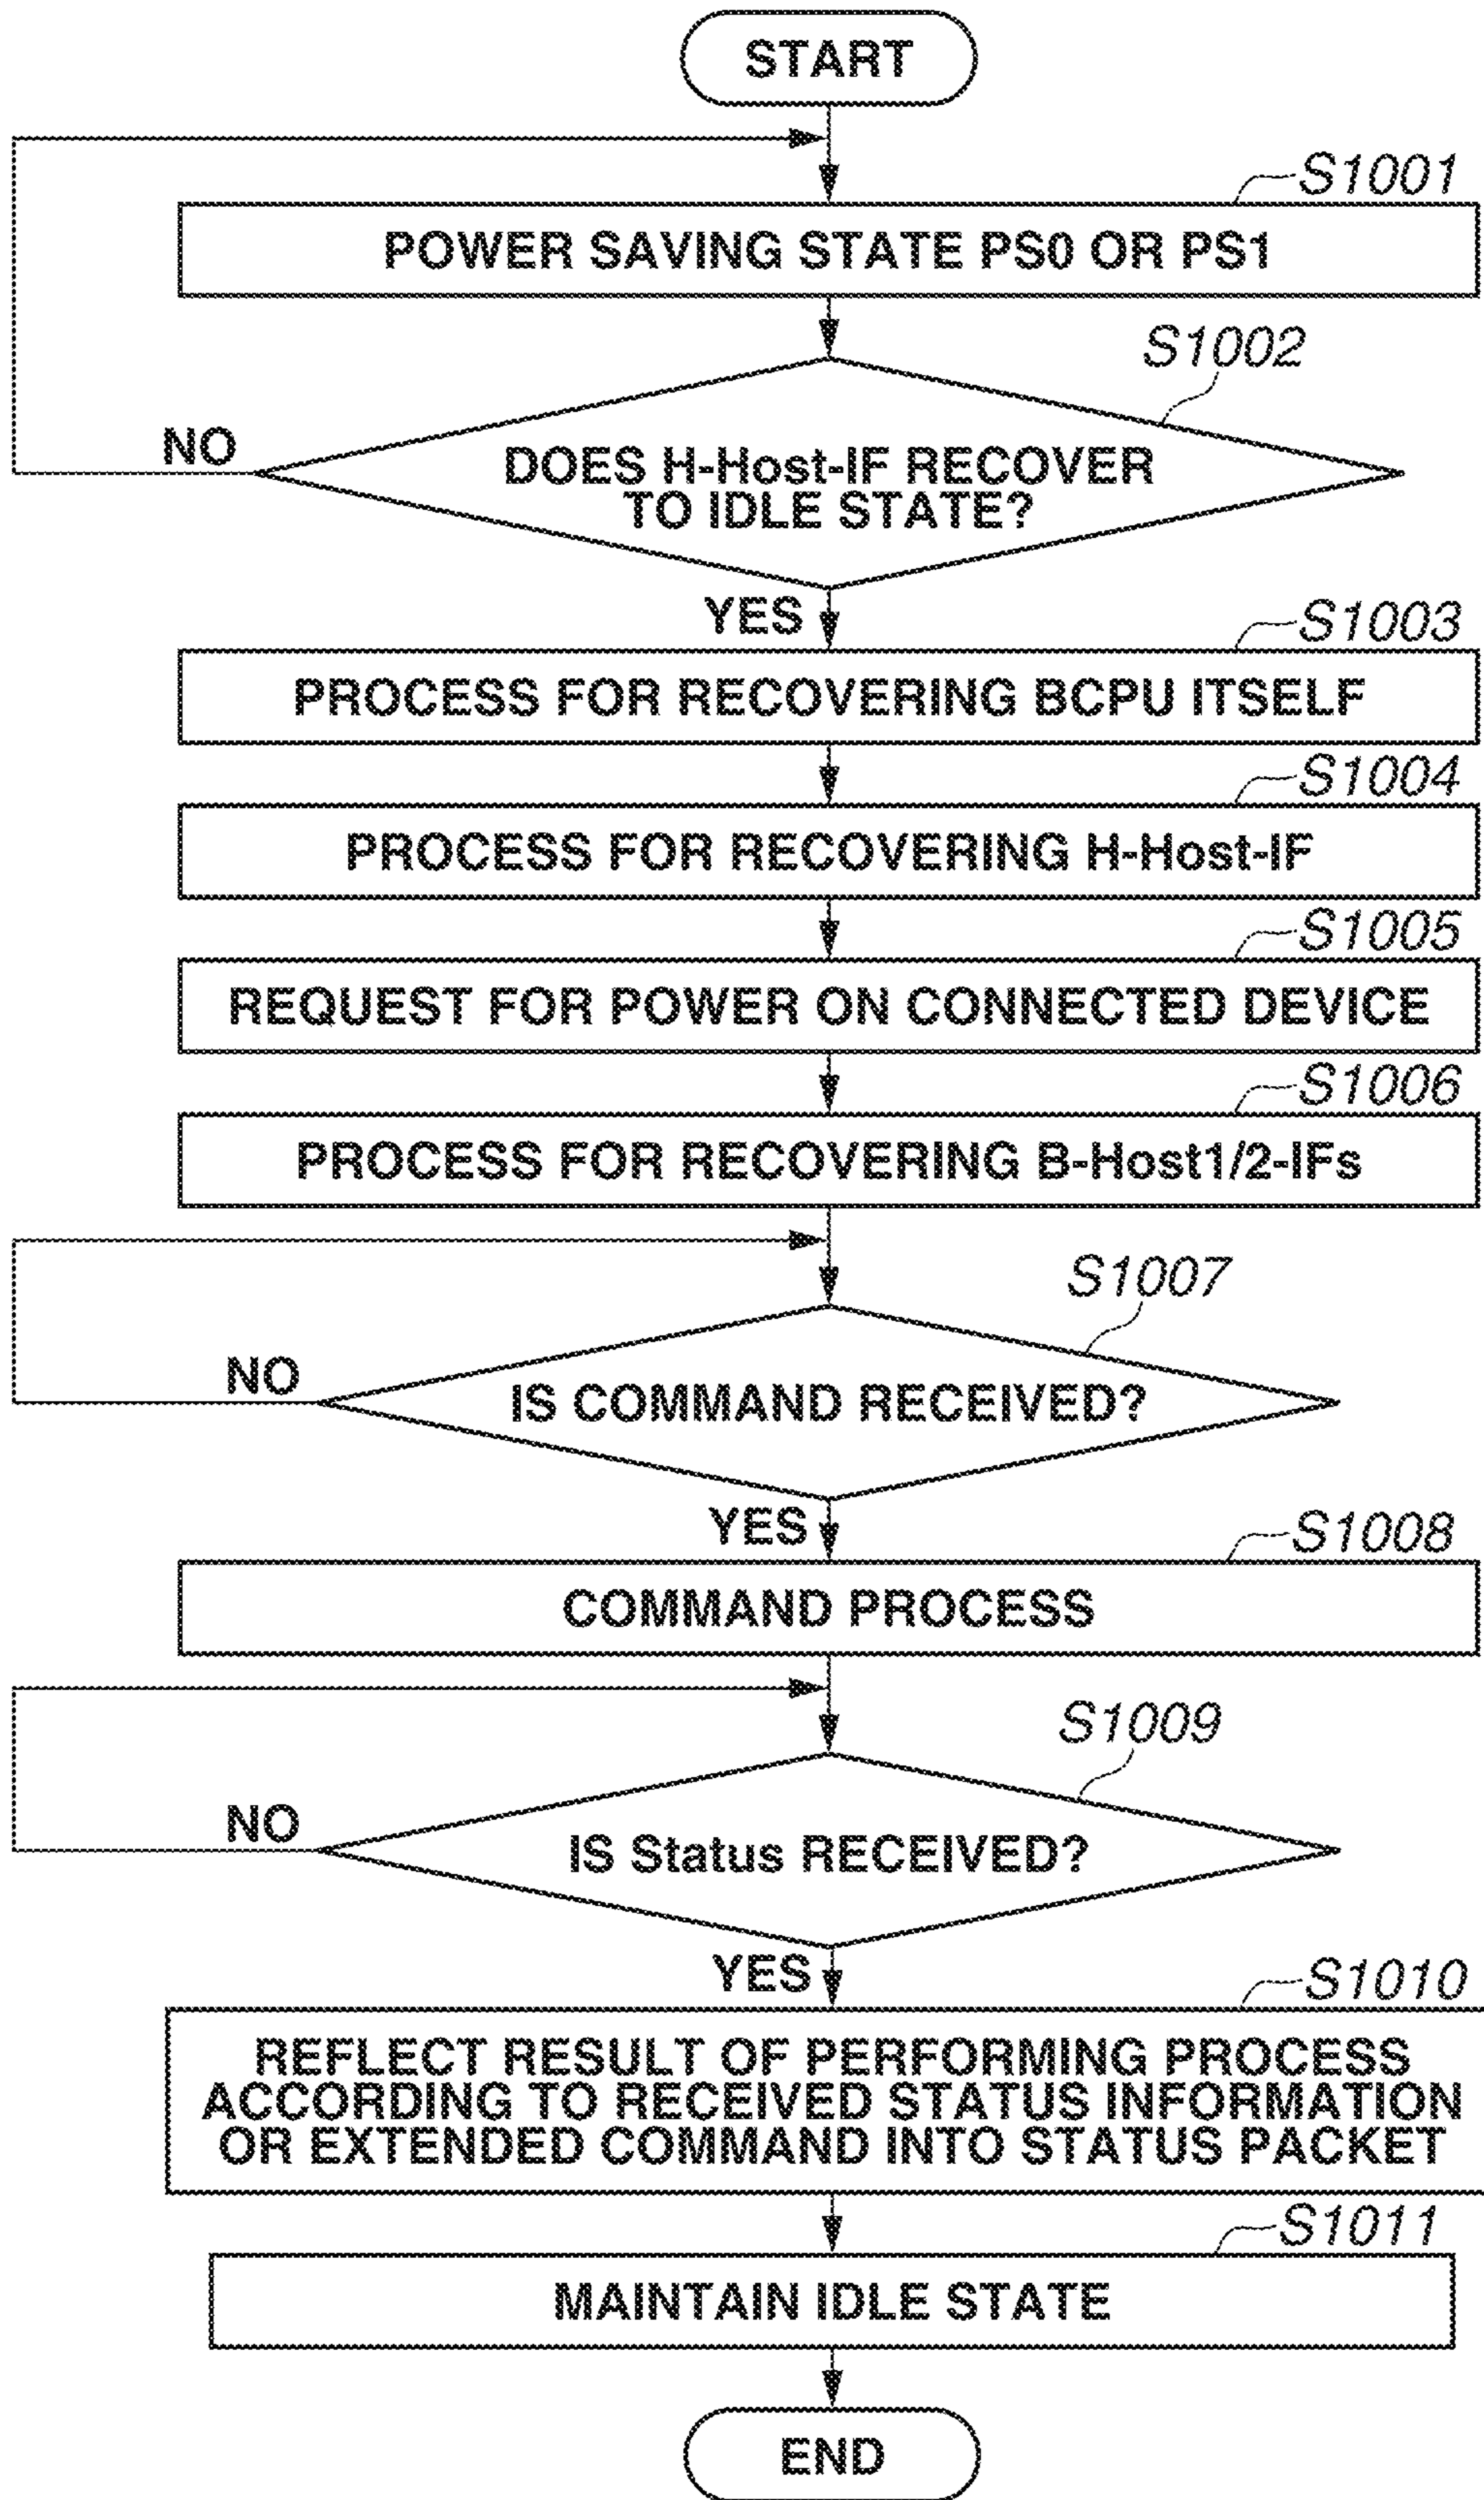 START
S1001
POWER SAVING STATE PS0 OR PS1
S1002
NO
DOES H-Host-IF RECOVER
TO IDLE STATE?
YES
S1003
PROCESS FOR RECOVERING BCPU ITSELF
S1004
PROCESS FOR RECOVERING H-Host-IF
S1005
REQUEST FOR POWER ON CONNECTED DEVICE
S1006
PROCESS FOR RECOVERING B-Host1/2-IFs
S1007
NO
IS COMMAND RECEIVED?
YES
S1008
COMMAND PROCESS
S1009
NO
IS Status RECEIVED?
YES
S1010
REFLECT RESULT OF PERFORMING PROCESS
ACCORDING TO RECEIVED STATUS INFORMATION
OR EXTENDED COMMAND INTO STATUS PACKET
S1011
MAINTAIN IDLE STATE
END